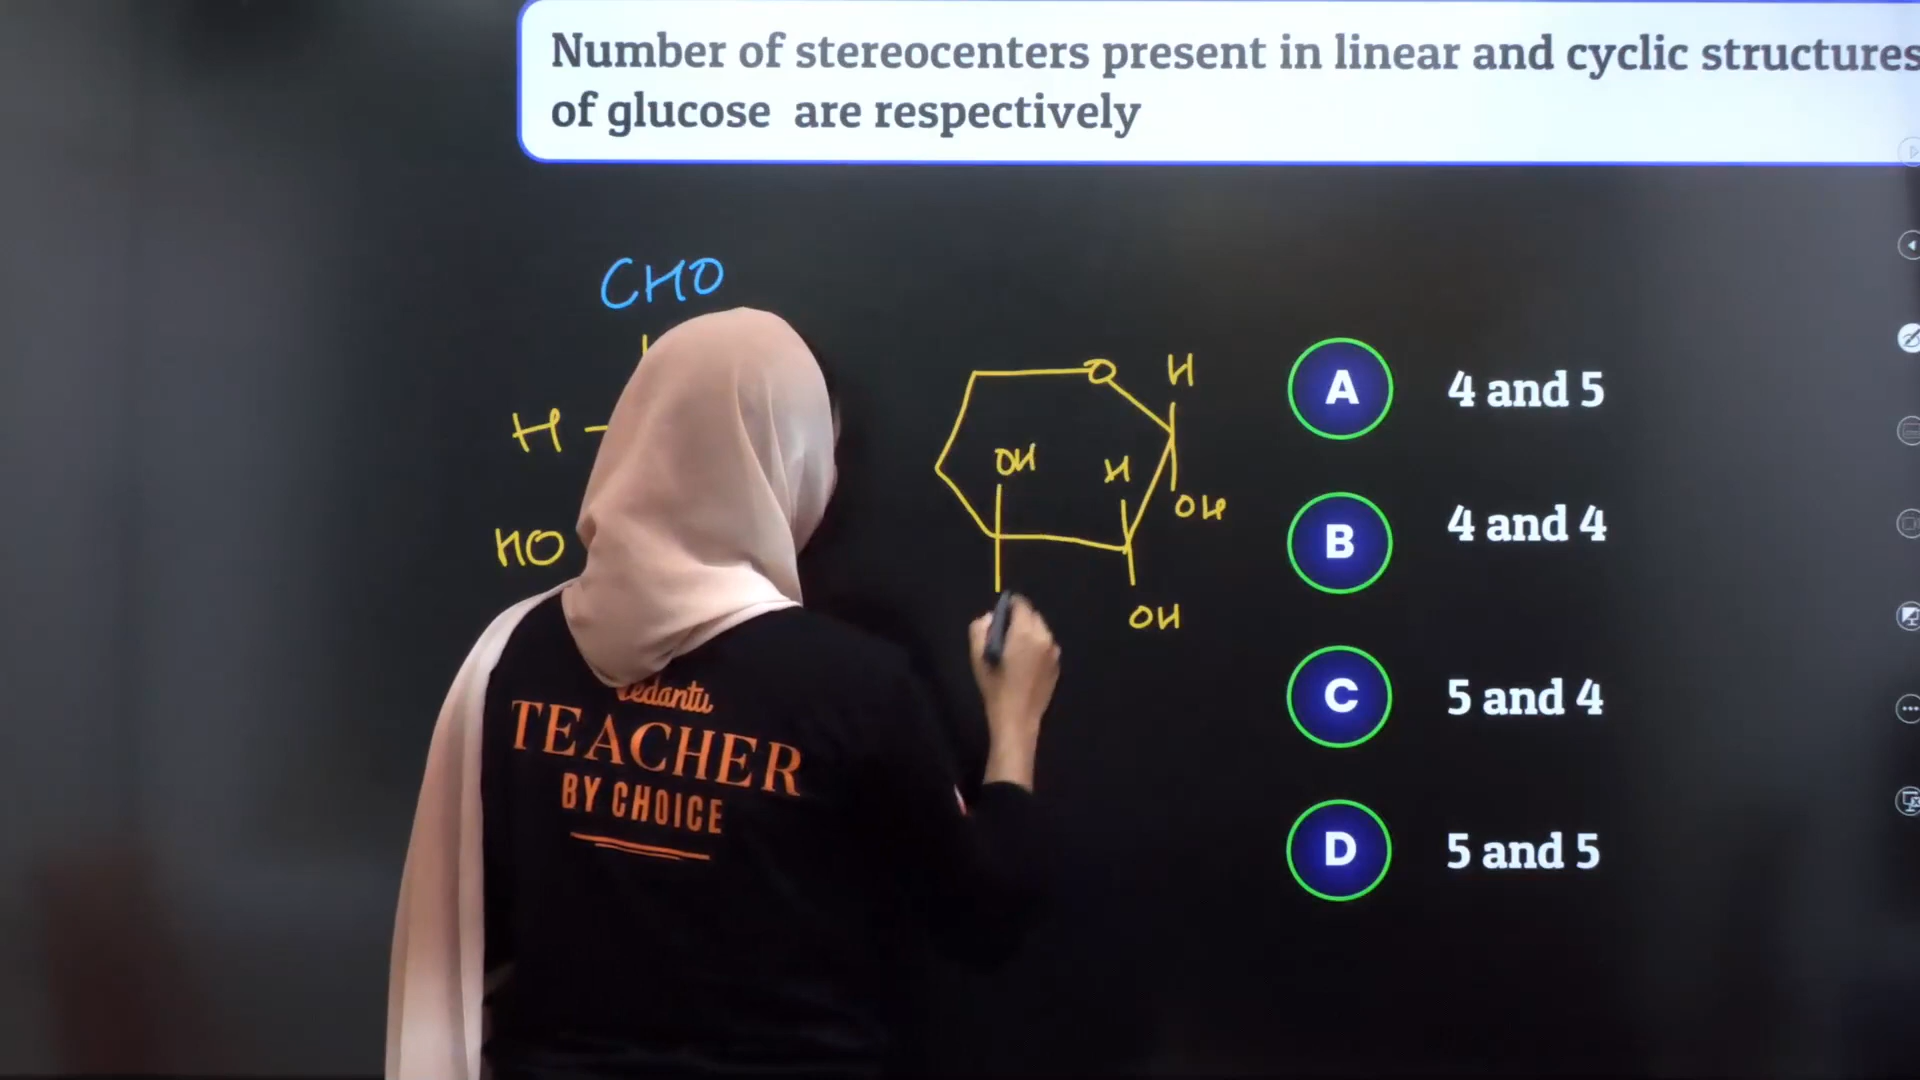 Number of stereocenters present in linear and cyclic structures
of glucose are respectively
CHO
H
HO
O
H
OH
H
OH
OH
A 4 and 5
B 4 and 4
C 5 and 4
D 5 and 5
Vedantu
TEACHER
BY CHOICE